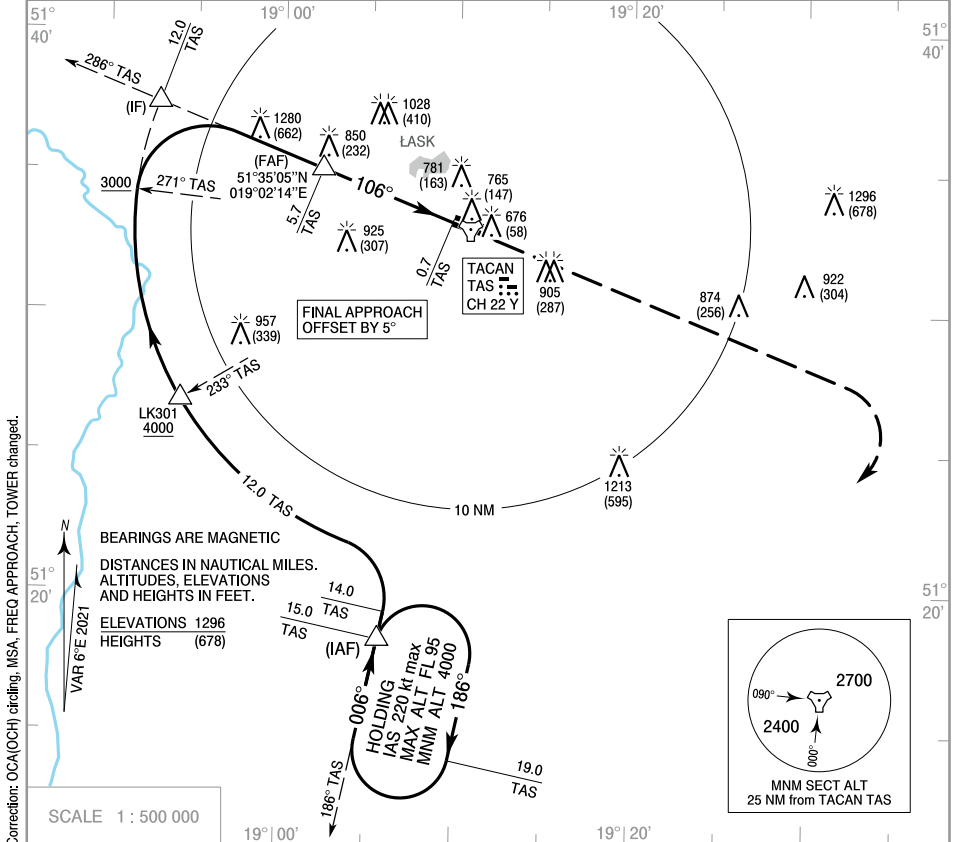 51°
40'
19° 00'
19° 20'
51°
40'
12.0
TAS
286° TAS
(IF)
1280
(662)
850
(232)
1028
(410)
ŁASK
(FAF)
51°35'05''N
019°02'14''E
781
(163)
765
(147)
676
(58)
1296
(678)
3000
271° TAS
106°
5.7
TAS
925
(307)
0.7
TAS
TACAN
TAS
CH 22 Y
905
(287)
874
(256)
922
(304)
FINAL APPROACH
OFFSET BY 5°
957
(339)
233° TAS
LK301
4000
12.0 TAS
1213
(595)
10 NM
N
VAR 6°E 2021
BEARINGS ARE MAGNETIC
DISTANCES IN NAUTICAL MILES.
ALTITUDES, ELEVATIONS
AND HEIGHTS IN FEET.
ELEVATIONS 1296
HEIGHTS (678)
51°
20'
51°
20'
14.0
TAS
15.0
TAS
(IAF)
006°
HOLDING
IAS 220 kt max
MAX ALT FL 95
MNM ALT 4000
186°
186° TAS
19.0
TAS
090°
2700
2400
000°
MNM SECT ALT
25 NM from TACAN TAS
SCALE 1 : 500 000
19° 00'
19° 20'
Correction: OCA(OCH) circling, MSA, FREQ APPROACH, TOWER changed.